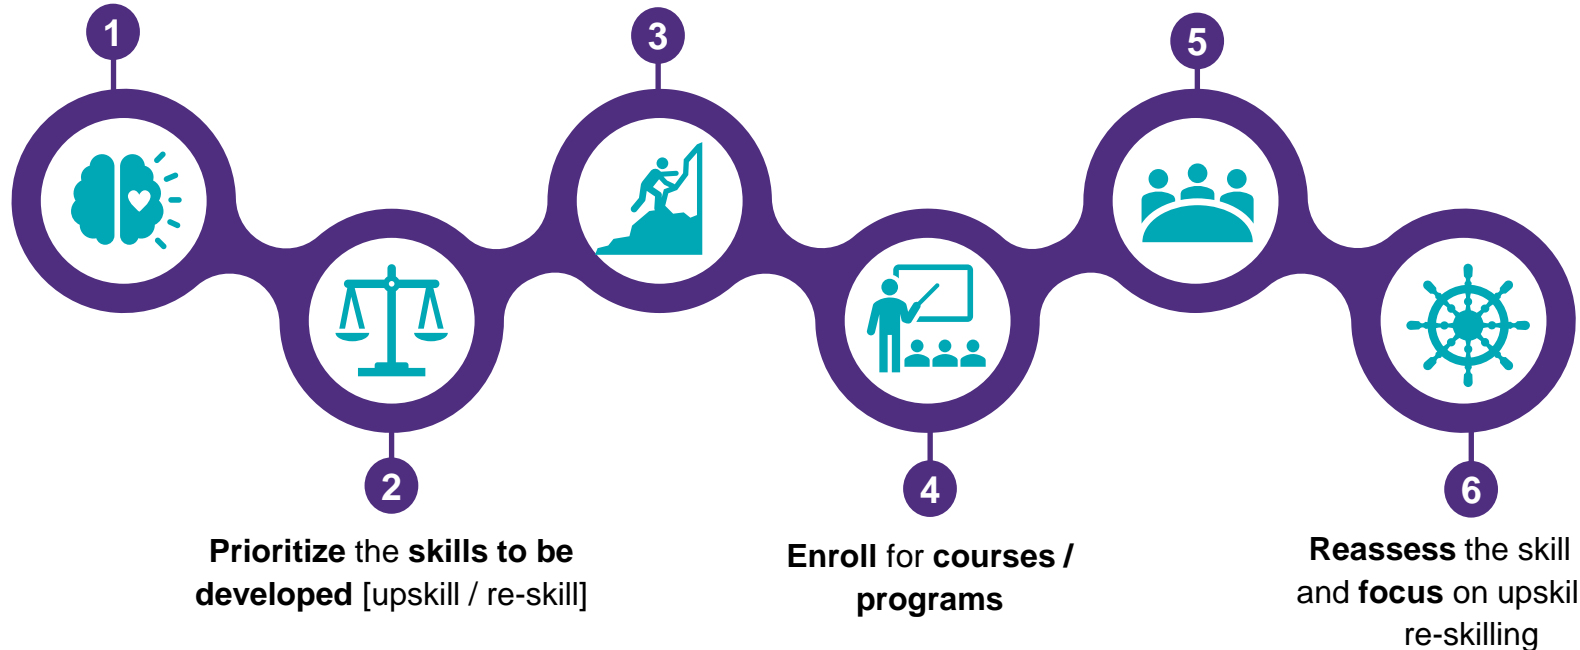 1
3
5
2
4
6
Prioritize the skills to be
developed [upskill / re-skill]
Enroll for courses /
programs
Reassess the skill
and focus on
re-skilling